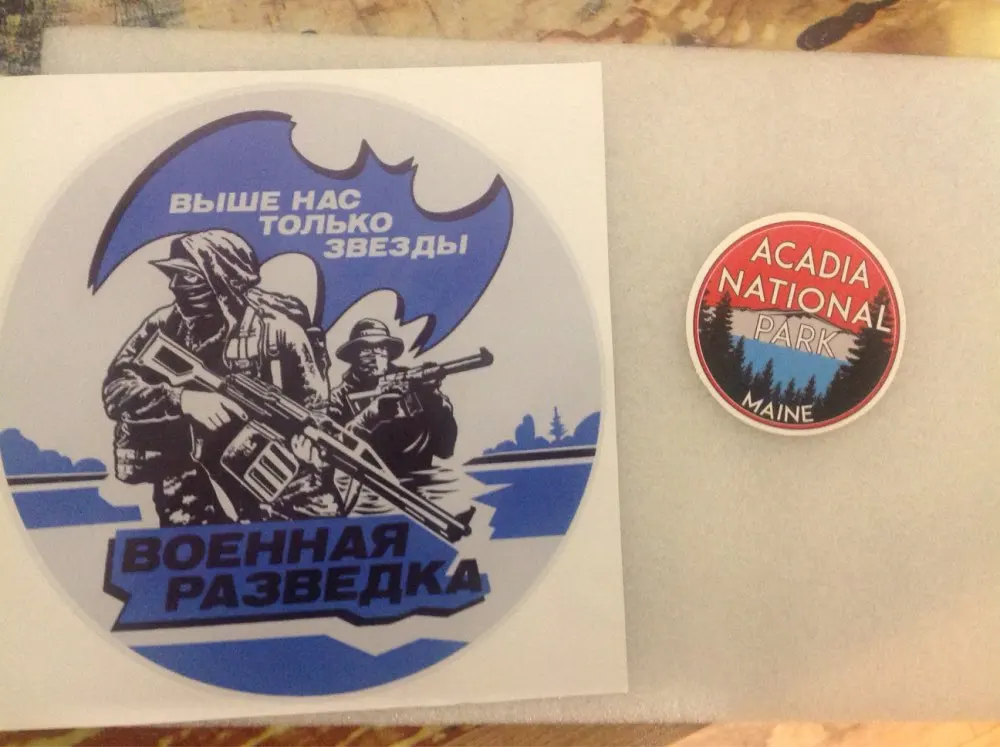 ВЫШЕ НАС
ТОЛЬКО
ЗВЕЗДЫ
ВОЕННАЯ
РАЗВЕДКА
ACADIA
NATIONAL
PARK
MAINE